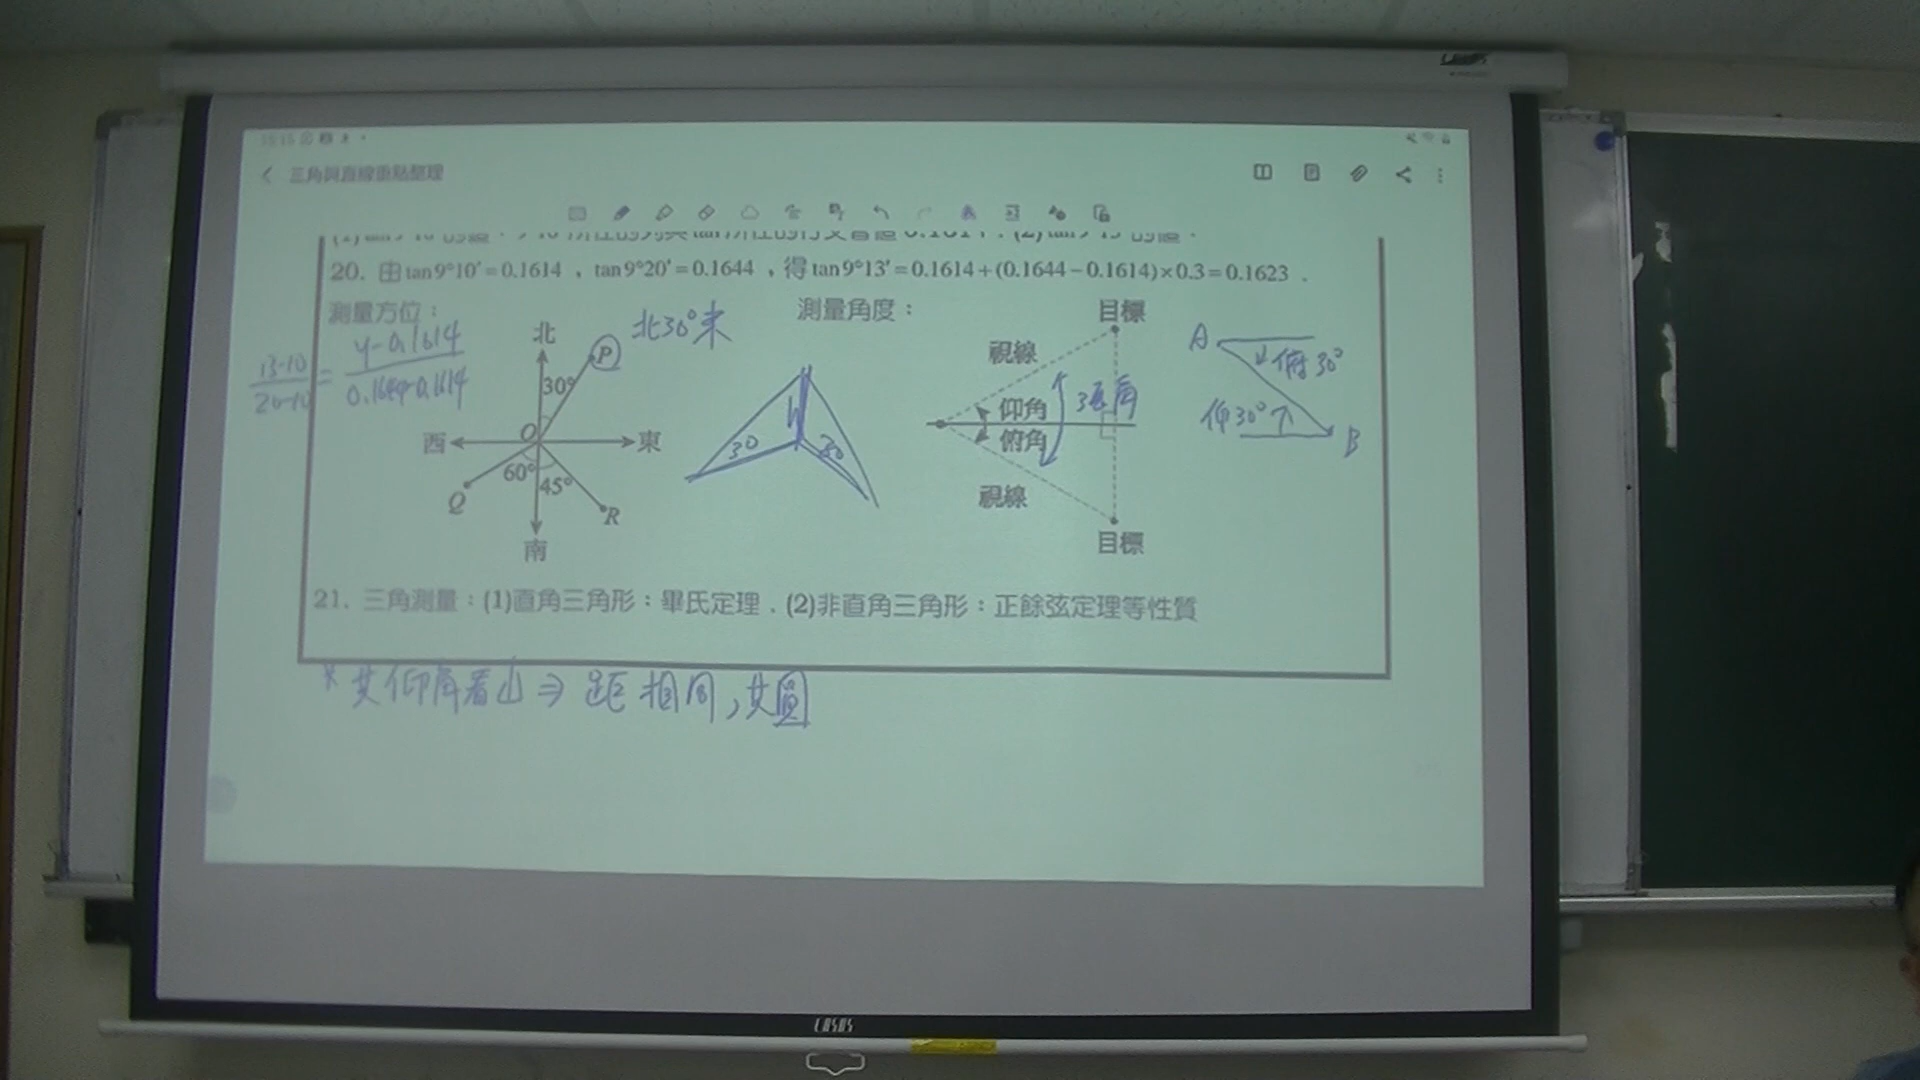 三角與直線重點整理
20. 由 tan9°10′=0.1614 ，tan9°20′=0.1644 ，得 tan9°13′=0.1614+(0.1644−0.1614)×0.3=0.1623 .
測量方位：
13-10 / 20-10 = y-0.1614 / 0.1644-0.1614
北
P
北30°東
30°
O
西
東
60°
45°
Q
R
南
h
30
30
測量角度：
目標
視線
仰角
俯角
張角
視線
目標
A
俯30°
仰30°
B
21. 三角測量：(1)直角三角形：畢氏定理．(2)非直角三角形：正餘弦定理等性質
* 共仰角看山⇒ 距相同，共圓